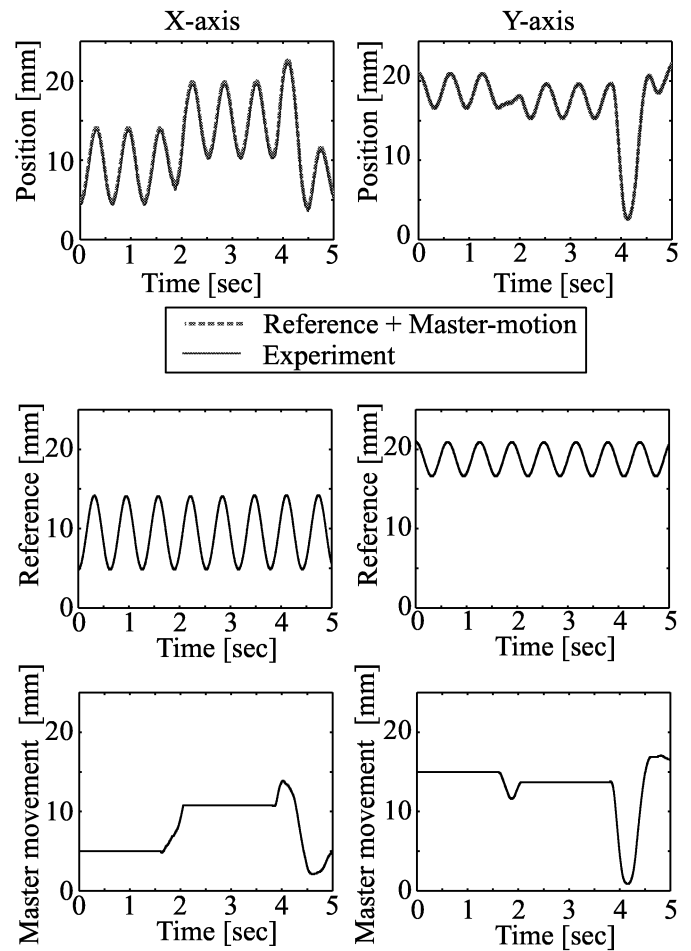 X-axis Y-axis
Position [mm] Position [mm]
20 20
10 10
0 0
0 1 2 3 4 5 0 1 2 3 4 5
Time [sec] Time [sec]
Reference + Master-motion
Experiment
Reference [mm] Reference [mm]
20 20
10 10
0 0
0 1 2 3 4 5 0 1 2 3 4 5
Time [sec] Time [sec]
Master movement [mm] Master movement [mm]
20 20
10 10
0 0
0 1 2 3 4 5 0 1 2 3 4 5
Time [sec] Time [sec]